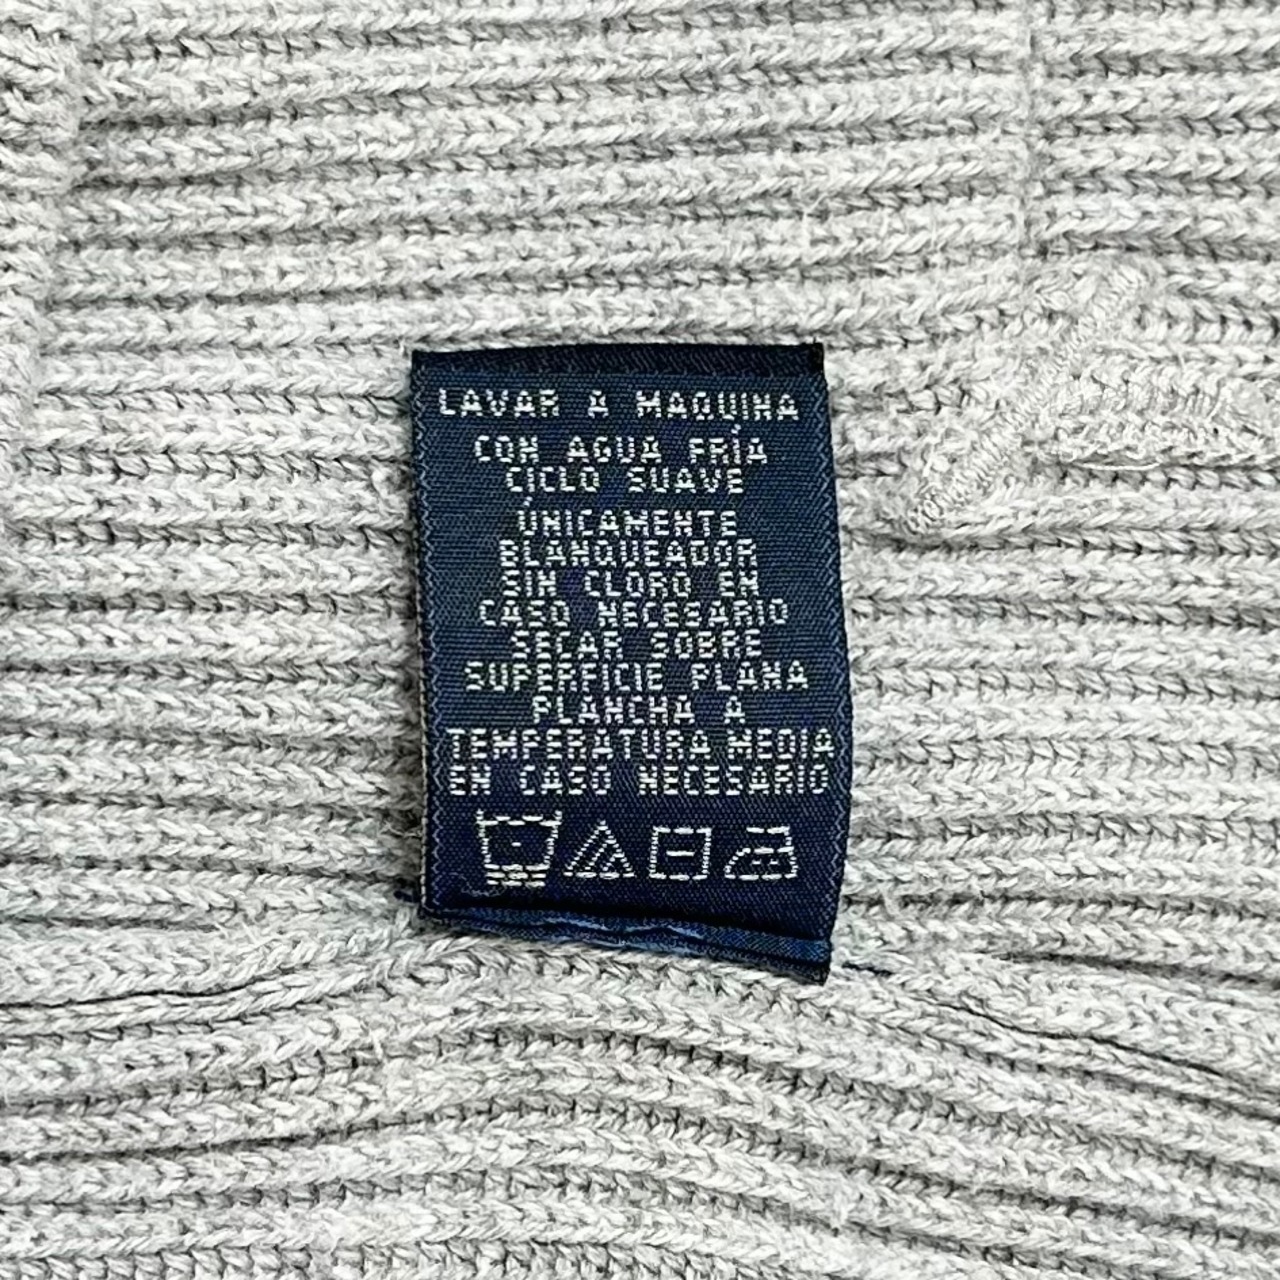 LAVAR A MAQUINA
CON AGUA FRÍA
CICLO SUAVE
ÚNICAMENTE
BLANQUEADOR
SIN CLORO EN
CASO NECESARIO
SECAR SOBRE
SUPERFICIE PLANA
PLANCHA A
TEMPERATURA MEDIA
EN CASO NECESARIO